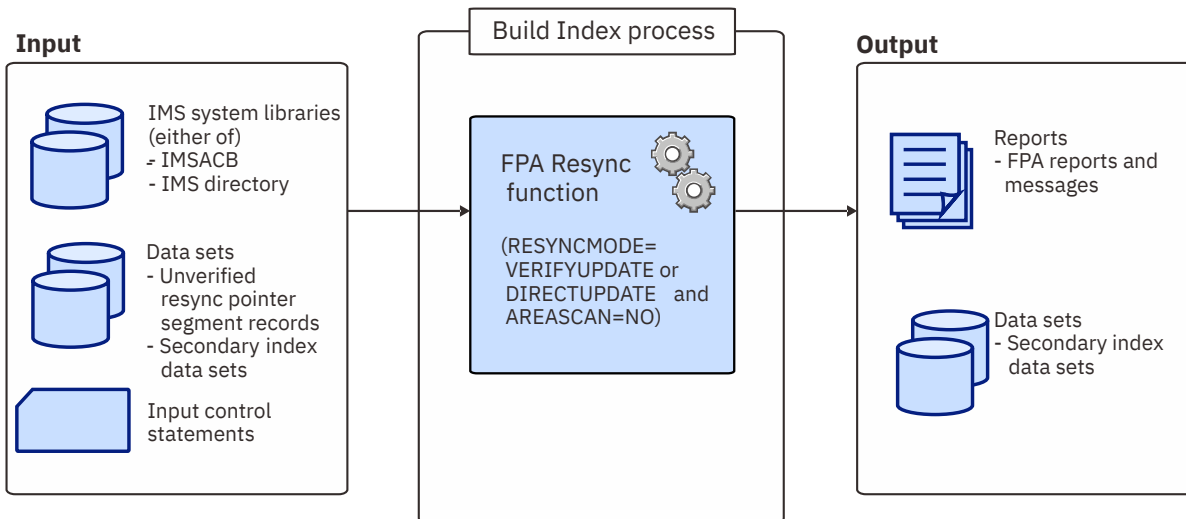 Input
IMS system libraries
(either of)
- IMSACB
- IMS directory
Data sets
- Unverified
resync pointer
segment records
- Secondary index
data sets
Input control
statements
Build Index process
FPA Resync
function
(RESYNCMODE=
VERIFYUPDATE or
DIRECTUPDATE and
AREASCAN=NO)
Output
Reports
- FPA reports and
messages
Data sets
- Secondary index
data sets